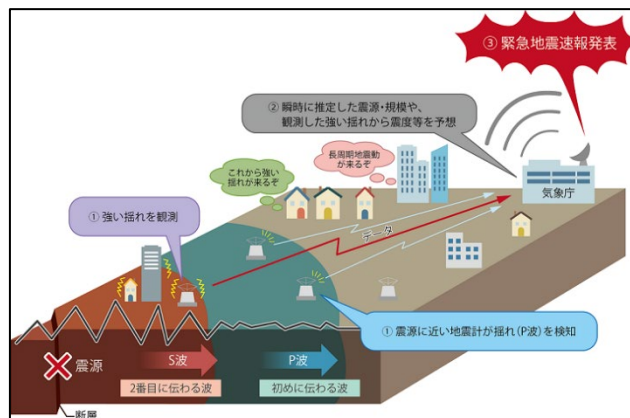 ③ 緊急地震速報発表
② 瞬時に推定した震源・規模や、
観測した強い揺れから震度等を予想
長周期地震動
が来るぞ
これから強い
揺れが来るぞ
気象庁
① 強い揺れを観測
データ
① 震源に近い地震計が揺れ(P波)を検知
震源
S波
P波
2番目に伝わる波
初めに伝わる波
断層